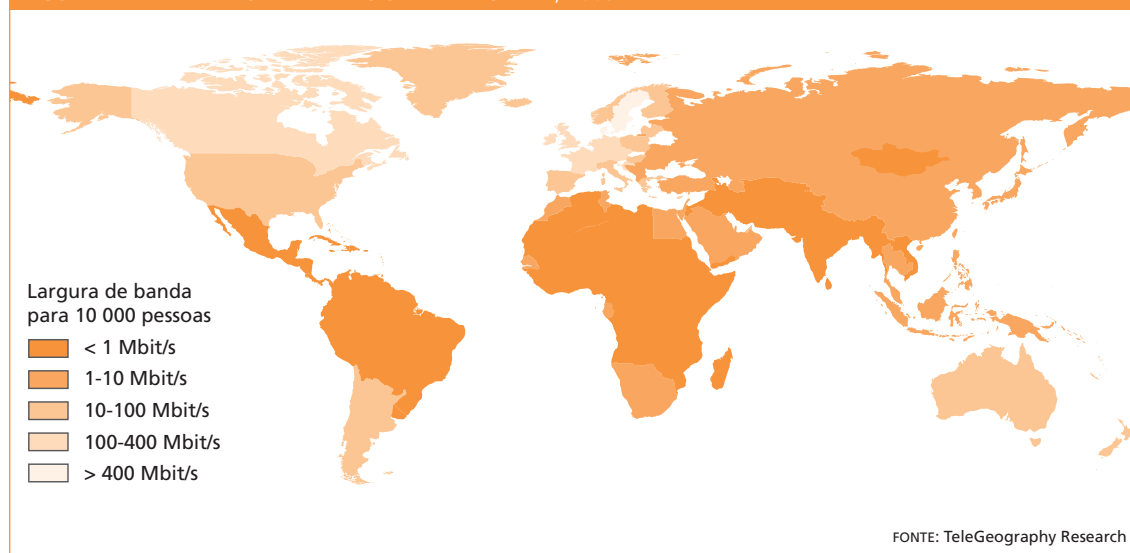 Largura de banda
para 10 000 pessoas
< 1 Mbit/s
1-10 Mbit/s
10-100 Mbit/s
100-400 Mbit/s
> 400 Mbit/s
FONTE: TeleGeography Research